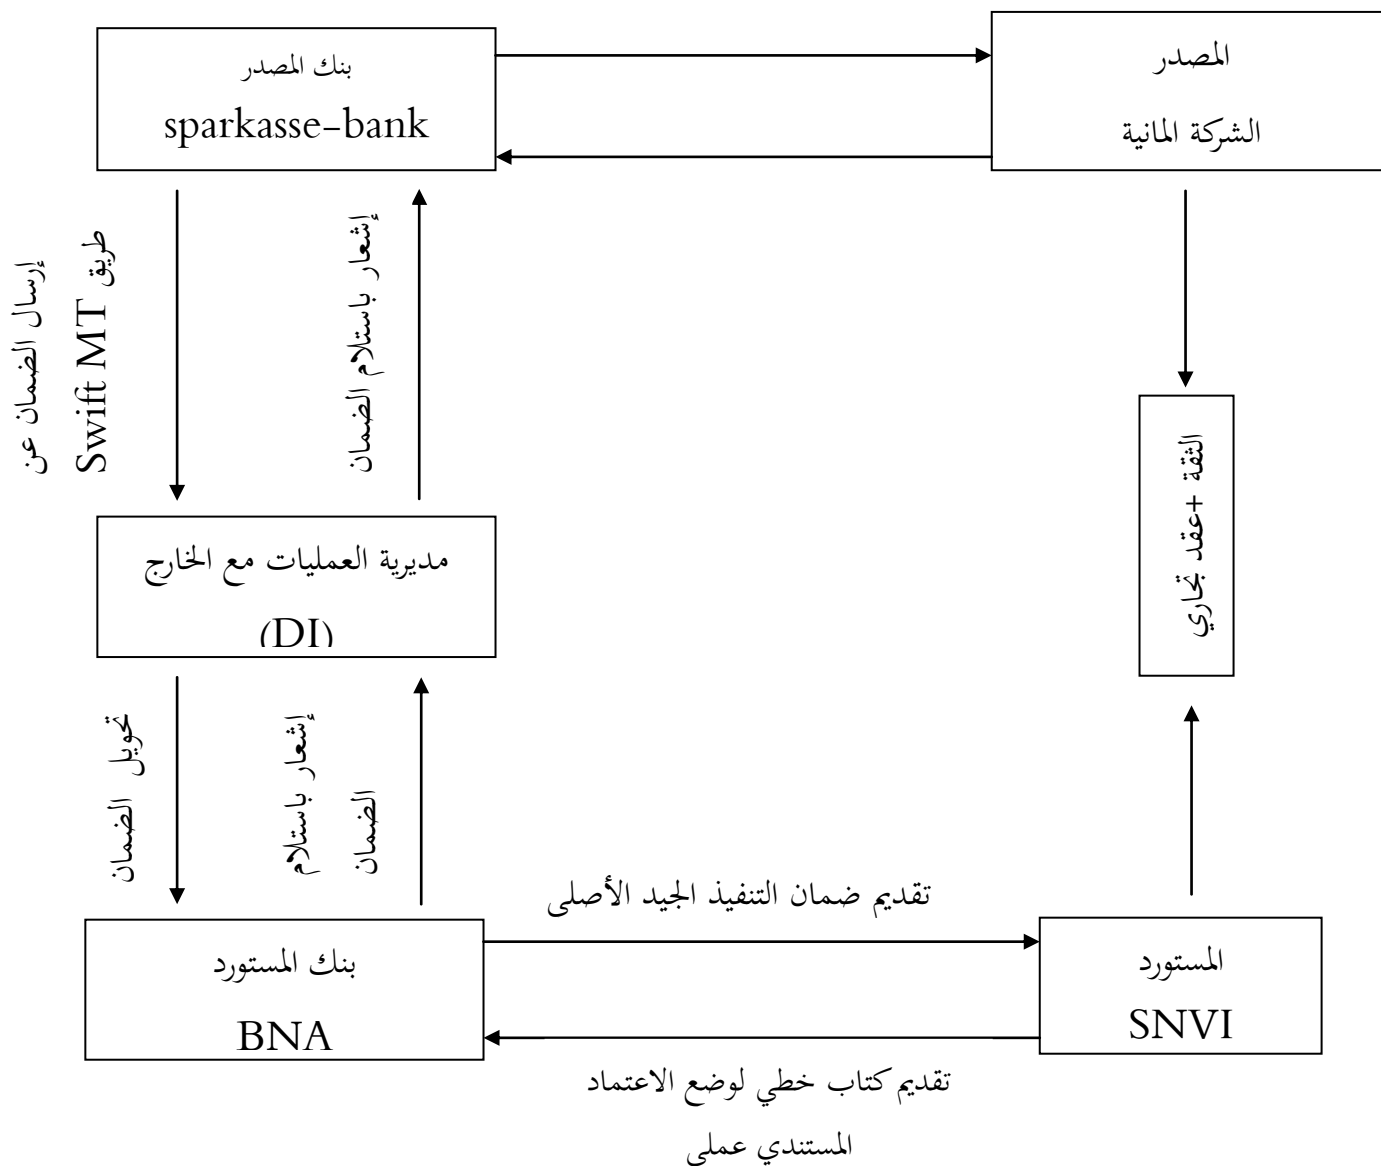 المصدر
الشركة المانية
بنك المصدر
sparkasse-bank
إرسال الضمان عن
طريق Swift MT
إشعار باستلام الضمان
الثقة +عقد تجاري
مديرية العمليات مع الخارج
(DI)
تحويل الضمان
إشعار باستلام
الضمان
تقديم ضمان التنفيذ الجيد الأصلى
المستورد
SNVI
بنك المستورد
BNA
تقديم كتاب خطي لوضع الاعتماد
المستندي عملى